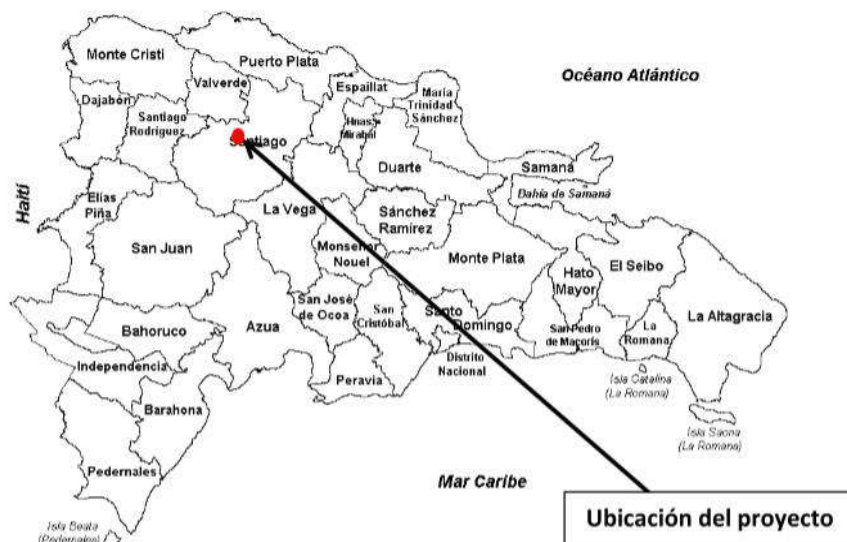 Monte Cristi
Puerto Plata
Océano Atlántico
Valverde
Espaillat
María
Trinidad
Sánchez
Dajabón
Santiago
Rodríguez
Hnas.
Mirabal
Santiago
Duarte
Samaná
Bahía de Samaná
Haití
Elías
Piña
La Vega
Sánchez
Ramírez
San Juan
Monseñor
Nouel
Monte Plata
Hato
Mayor
El Seibo
San José
de Ocoa
San
Cristóbal
Santo
Domingo
La Altagracia
Bahoruco
Azua
San Pedro
de Macorís
La
Romana
Distrito
Nacional
Independencia
Peravia
Isla Catalina
(La Romana)
Barahona
Isla Saona
(La Romana)
Pedernales
Mar Caribe
Ubicación del proyecto
Isla Beata
(Pedernales)